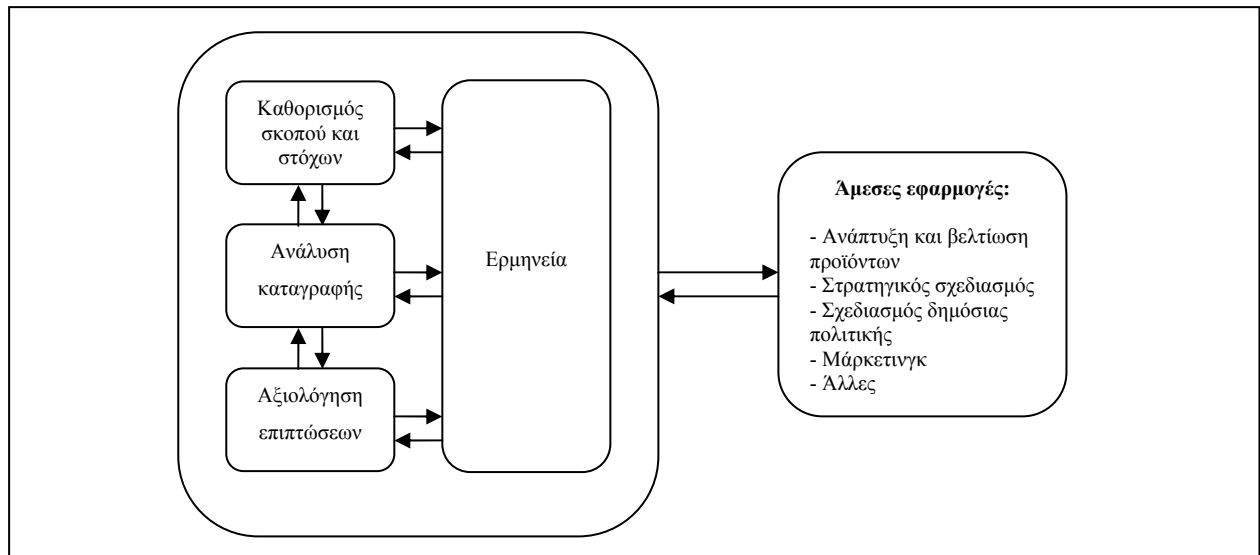 Καθορισμός
σκοπού και
στόχων
Ανάλυση
καταγραφής
Αξιολόγηση
επιπτώσεων
Ερμηνεία
Άμεσες εφαρμογές:
- Ανάπτυξη και βελτίωση
προϊόντων
- Στρατηγικός σχεδιασμός
- Σχεδιασμός δημόσιας
πολιτικής
- Μάρκετινγκ
- Άλλες